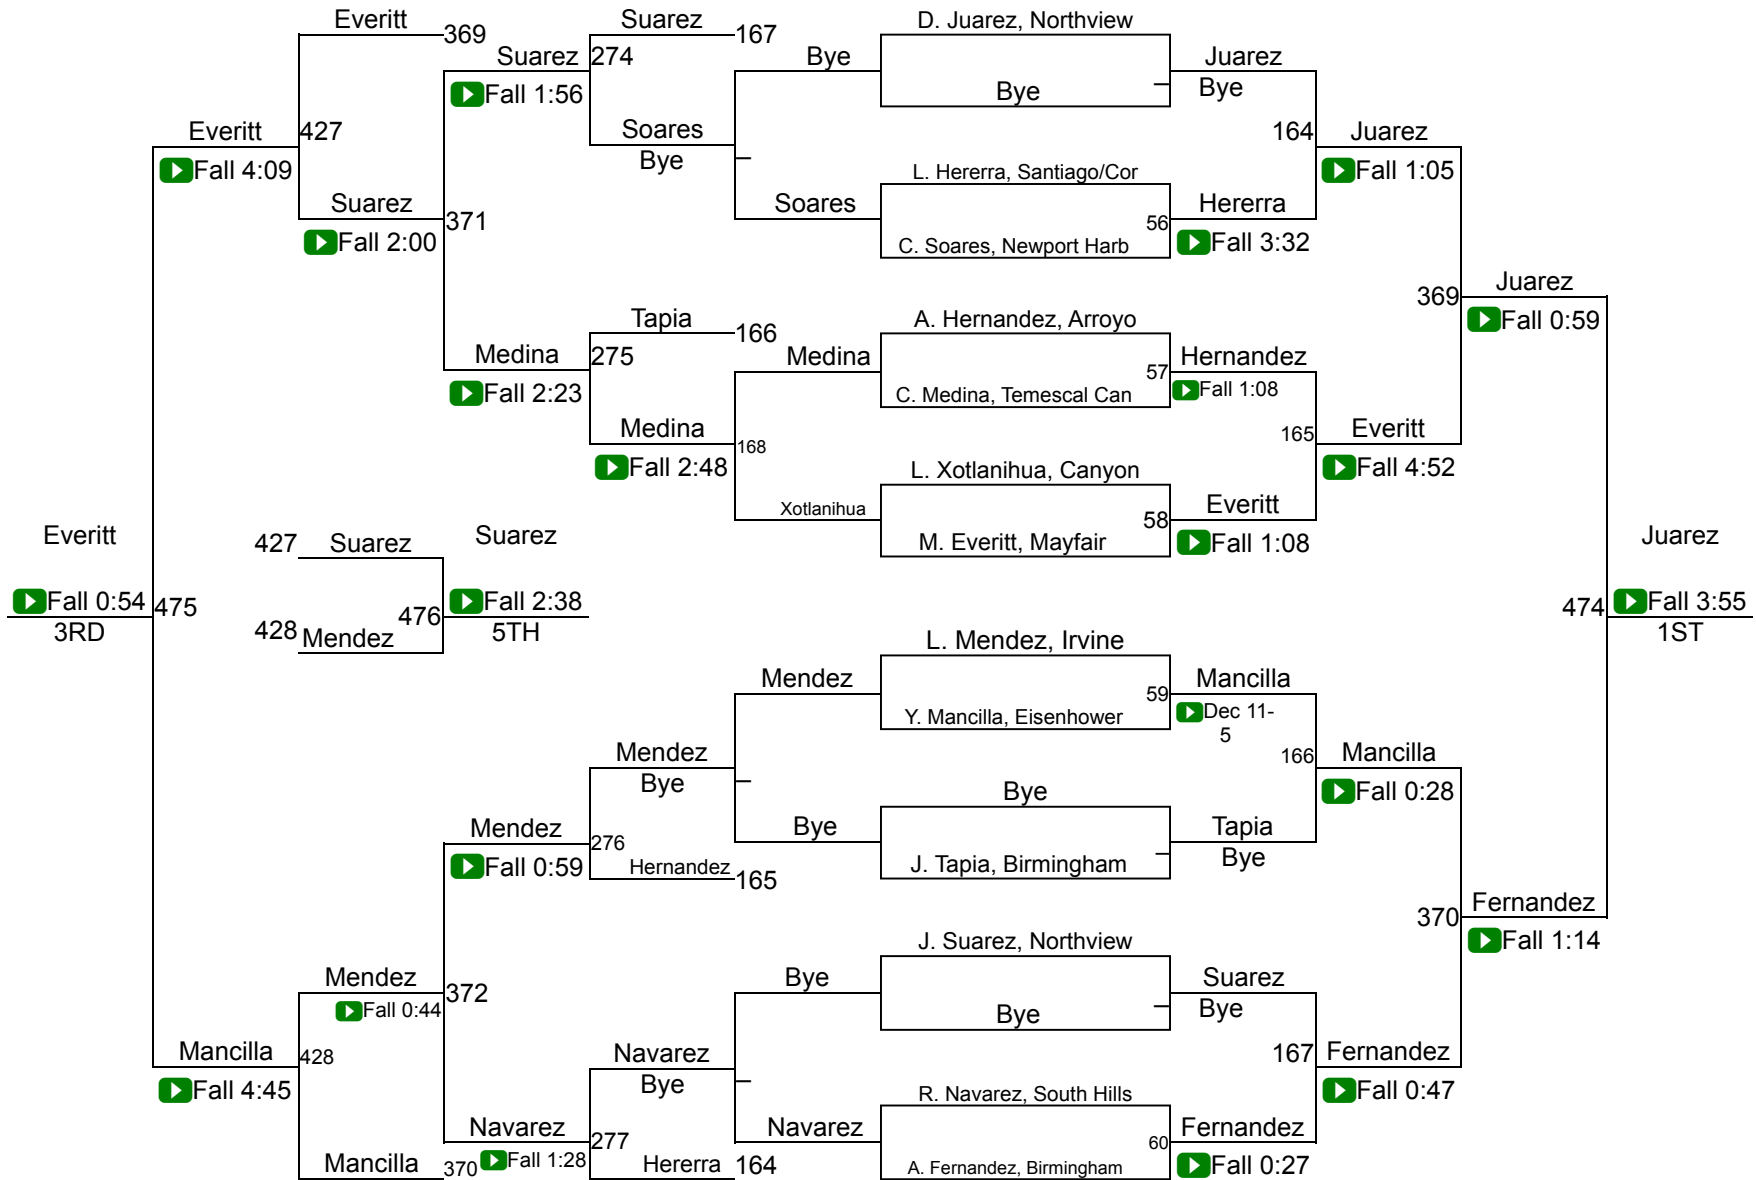 Everitt
369
Suarez
167
D. Juarez, Northview
Suarez
274
Bye
Juarez
Fall 1:56
Bye
Bye
Everitt
427
Soares
164
Juarez
Fall 4:09
Bye
L. Hererra, Santiago/Cor
Fall 1:05
Suarez
371
Soares
56
Hererra
Fall 2:00
C. Soares, Newport Harb
Fall 3:32
369
Juarez
Tapia
166
A. Hernandez, Arroyo
Fall 0:59
Medina
275
Medina
57
Hernandez
Fall 2:23
C. Medina, Temescal Can
Fall 1:08
Medina
168
165
Everitt
Fall 2:48
L. Xotlanihua, Canyon
Fall 4:52
Xotlanihua
58
Everitt
Everitt
427
Suarez
Suarez
M. Everitt, Mayfair
Fall 1:08
Juarez
Fall 0:54
475
476
Fall 2:38
474
Fall 3:55
3RD
428
Mendez
5TH
1ST
L. Mendez, Irvine
Mendez
59
Mancilla
Y. Mancilla, Eisenhower
Dec 11-
5
Mendez
166
Mancilla
Bye
Bye
Fall 0:28
Mendez
276
Bye
Tapia
Fall 0:59
Hernandez
165
J. Tapia, Birmingham
Bye
370
Fernandez
J. Suarez, Northview
Fall 1:14
Mendez
372
Bye
Suarez
Fall 0:44
Bye
Bye
Mancilla
428
Navarez
167
Fernandez
Fall 4:45
Bye
R. Navarez, South Hills
Fall 0:47
Navarez
277
Navarez
60
Fernandez
Mancilla
370
Fall 1:28
Hererra
164
A. Fernandez, Birmingham
Fall 0:27